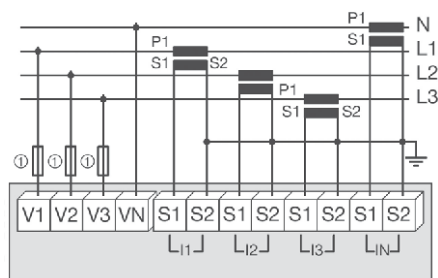 P1 N
S1
P1 L1
S1 S2
L2
P1
S1 S2 L3
① ① ①
V1 V2 V3 VN S1 S2 S1 S2 S1 S2 S1 S2
I1 I2 I3 IN